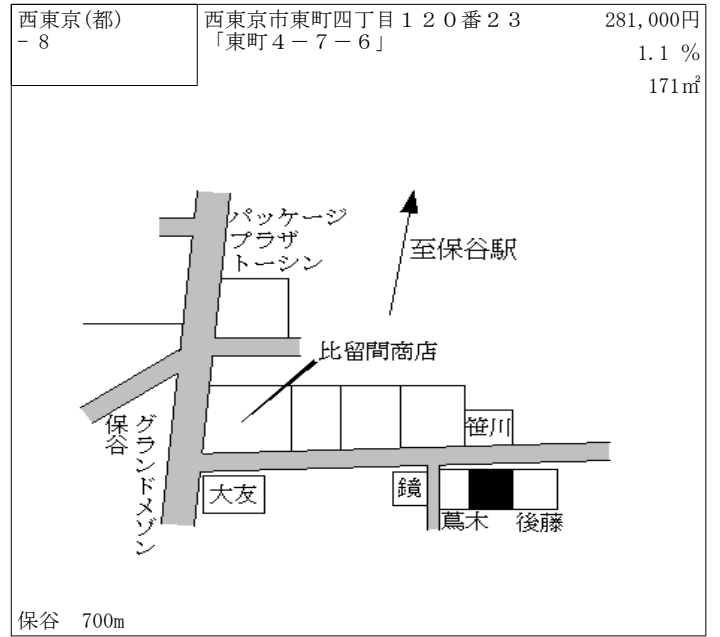 西東京(都)
- 8
西東京市東町四丁目120番23
「東町4-7-6」
281,000円
1.1 %
171㎡
パッケージ
プラザ
トーシン
至保谷駅
比留間商店
グランドメゾン
保谷
笹川
大友
鏡
蔦木
後藤
保谷 700m